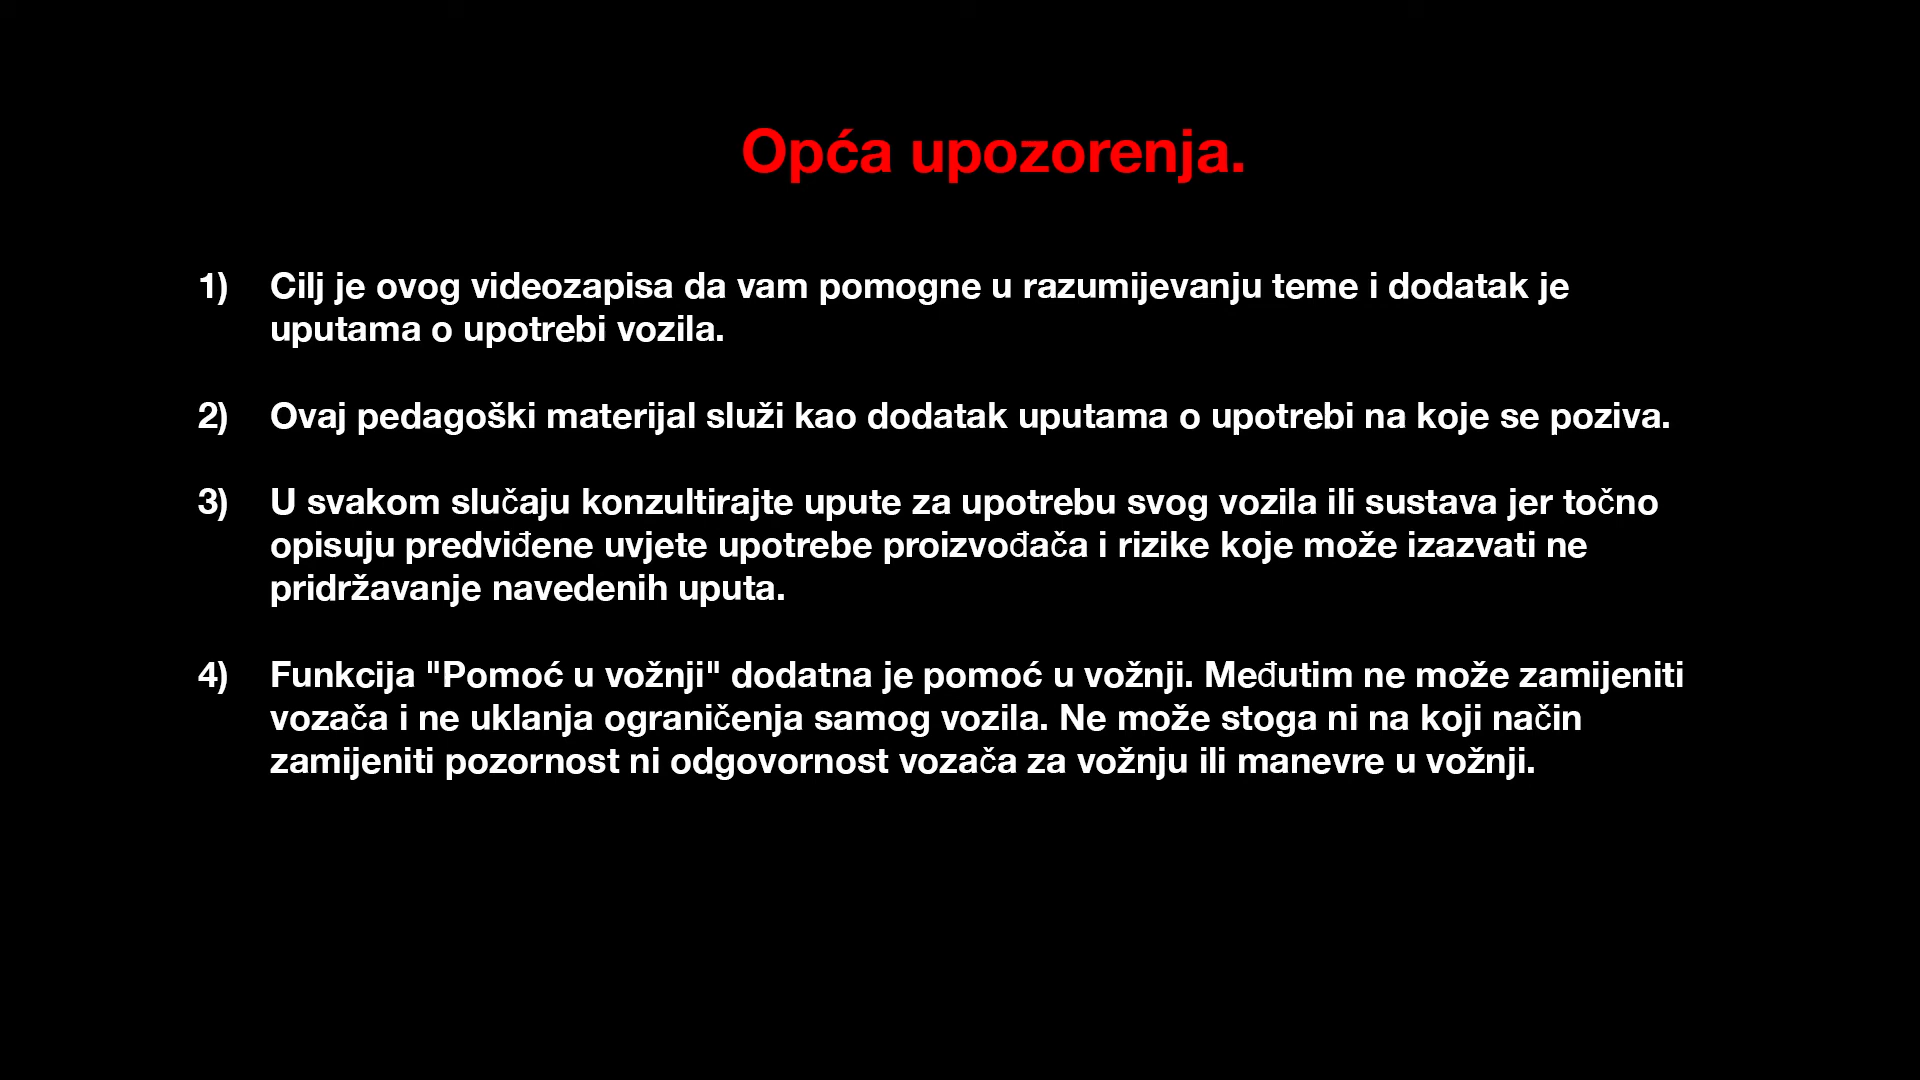 Opća upozorenja.
1) Cilj je ovog videozapisa da vam pomogne u razumijevanju teme i dodatak je
uputama o upotrebi vozila.
2) Ovaj pedagoški materijal služi kao dodatak uputama o upotrebi na koje se poziva.
3) U svakom slučaju konzultirajte upute za upotrebu svog vozila ili sustava jer točno
opisuju predviđene uvjete upotrebe proizvođača i rizike koje može izazvati ne
pridržavanje navedenih uputa.
4) Funkcija "Pomoć u vožnji" dodatna je pomoć u vožnji. Međutim ne može zamijeniti
vozača i ne uklanja ograničenja samog vozila. Ne može stoga ni na koji način
zamijeniti pozornost ni odgovornost vozača za vožnju ili manevre u vožnji.